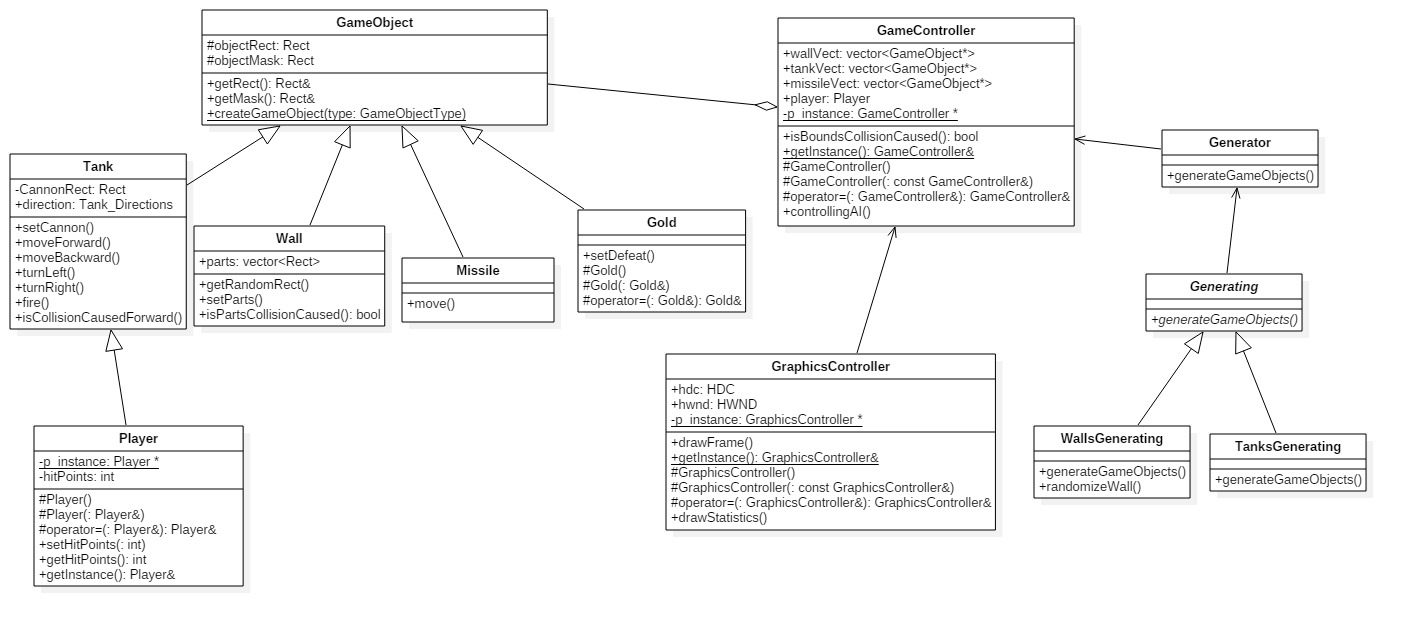 GameObject
#objectRect: Rect
#objectMask: Rect
+getRect(): Rect&
+getMask(): Rect&
+createGameObject(type: GameObjectType)
GameController
+wallVect: vector<GameObject*>
+tankVect: vector<GameObject*>
+missileVect: vector<GameObject*>
+player: Player
-p_instance: GameController *
+isBoundsCollisionCaused(): bool
+getInstance(): GameController&
#GameController()
#GameController(: const GameController&)
#operator=(: GameController&): GameController&
+controllingAI()
Generator
+generateGameObjects()
Tank
-CannonRect: Rect
+direction: Tank_Directions
+setCannon()
+moveForward()
+moveBackward()
+turnLeft()
+turnRight()
+fire()
+isCollisionCausedForward()
Wall
+parts: vector<Rect>
+getRandomRect()
+setParts()
+isPartsCollisionCaused(): bool
Missile
+move()
Gold
+setDefeat()
#Gold()
#Gold(: Gold&)
#operator=(: Gold&): Gold&
Generating
+generateGameObjects()
GraphicsController
+hdc: HDC
+hwnd: HWND
-p_instance: GraphicsController *
+drawFrame()
+getInstance(): GraphicsController&
#GraphicsController()
#GraphicsController(: const GraphicsController&)
#operator=(: GraphicsController&): GraphicsController&
+drawStatistics()
WallsGenerating
+generateGameObjects()
+randomizeWall()
TanksGenerating
+generateGameObjects()
Player
-p_instance: Player *
-hitPoints: int
#Player()
#Player(: Player&)
#operator=(: Player&): Player&
+setHitPoints(: int)
+getHitPoints(): int
+getInstance(): Player&